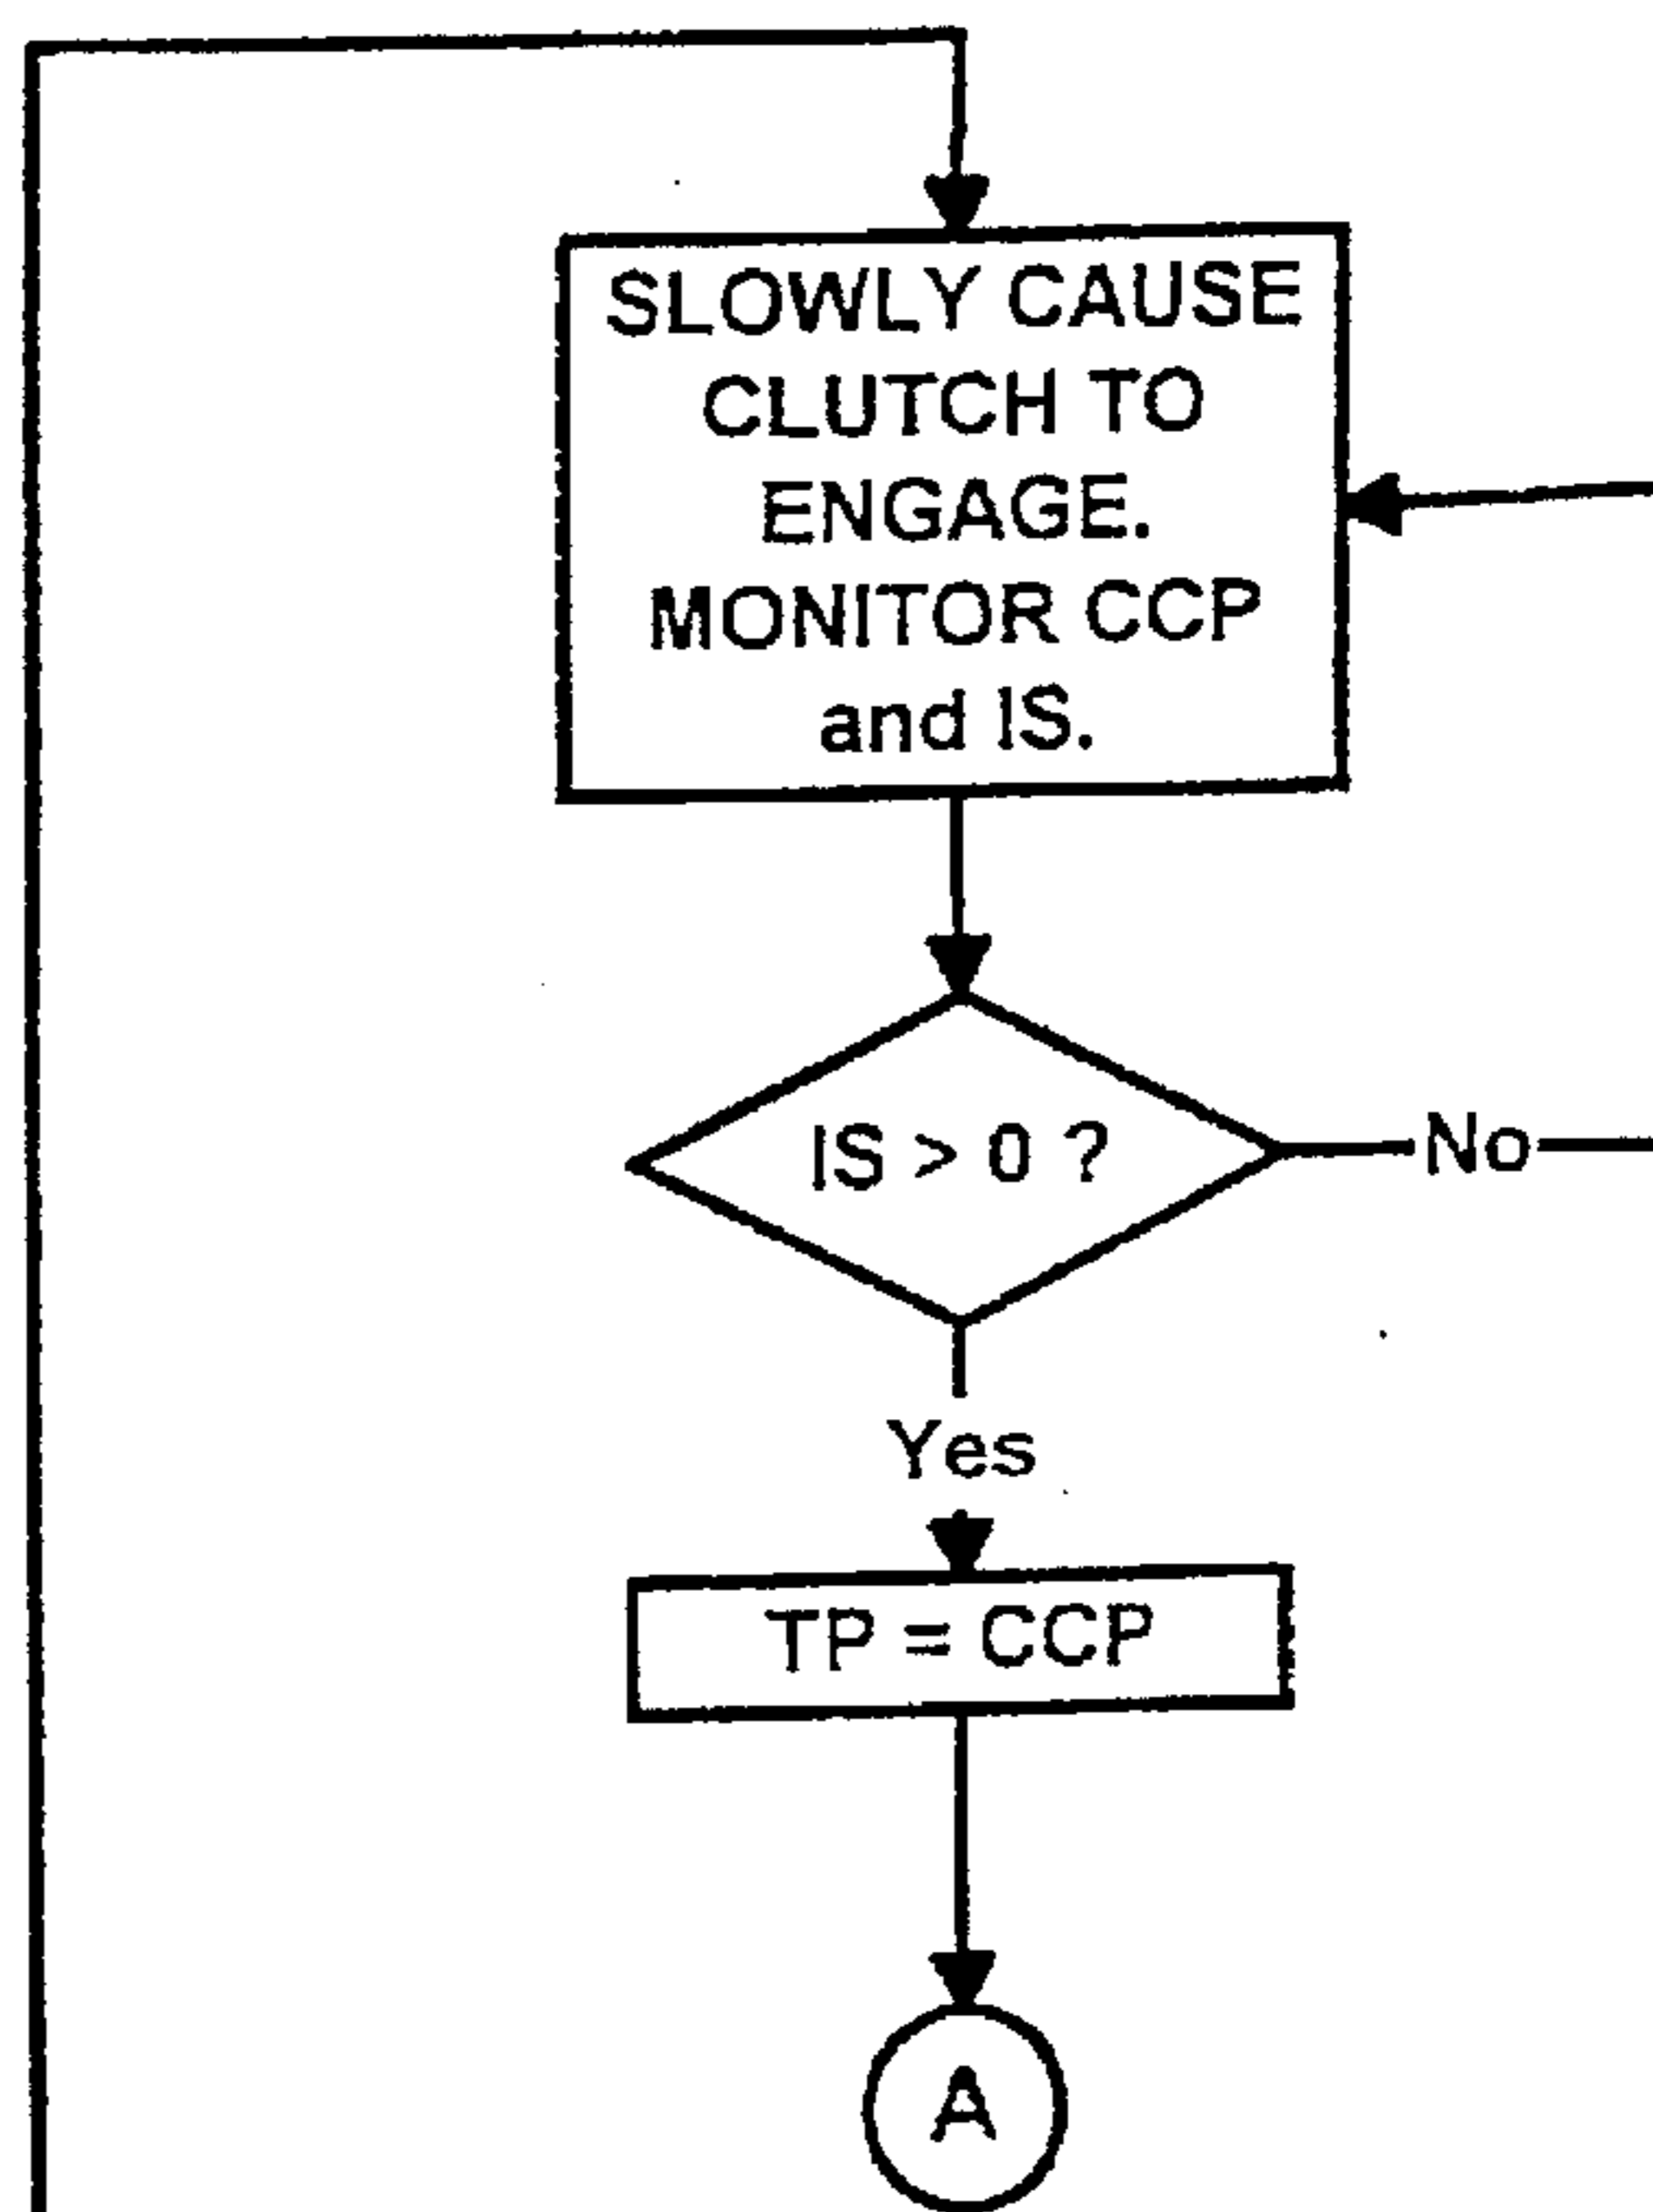 SLOWLY CAUSE
CLUTCH TO
ENGAGE.
MONITOR CCP
and IS.
IS > 0 ?
No
Yes
TP = CCP
A